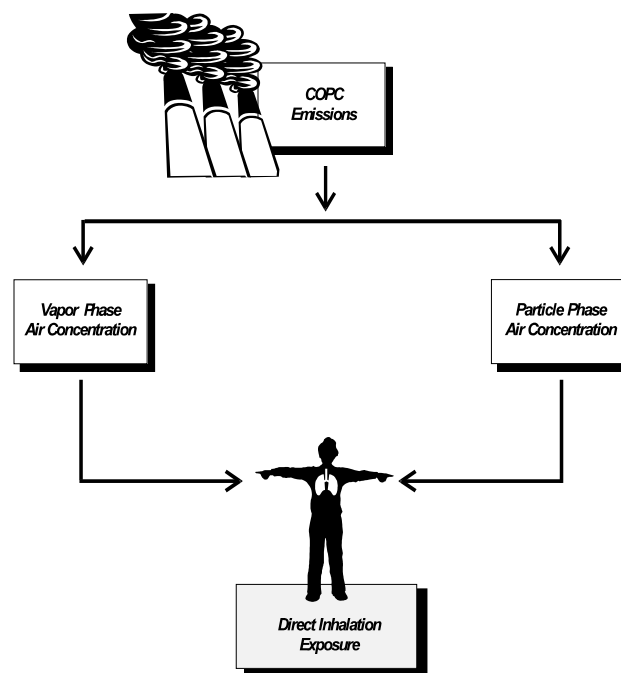 COPC
Emissions
Vapor Phase
Air Concentration
Particle Phase
Air Concentration
Direct Inhalation
Exposure